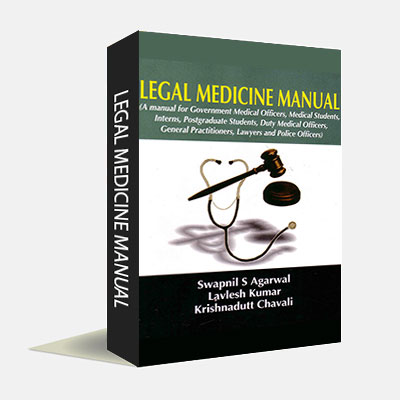 LEGAL MEDICINE MANUAL
LEGAL MEDICINE MANUAL
(A manual for Government Medical Officers, Medical Students,
Interns, Postgraduate Students, Duty Medical Officers,
General Practitioners, Lawyers and Police Officers)
Swapnil S Agarwal
Lavlesh Kumar
Krishnadutt Chavali